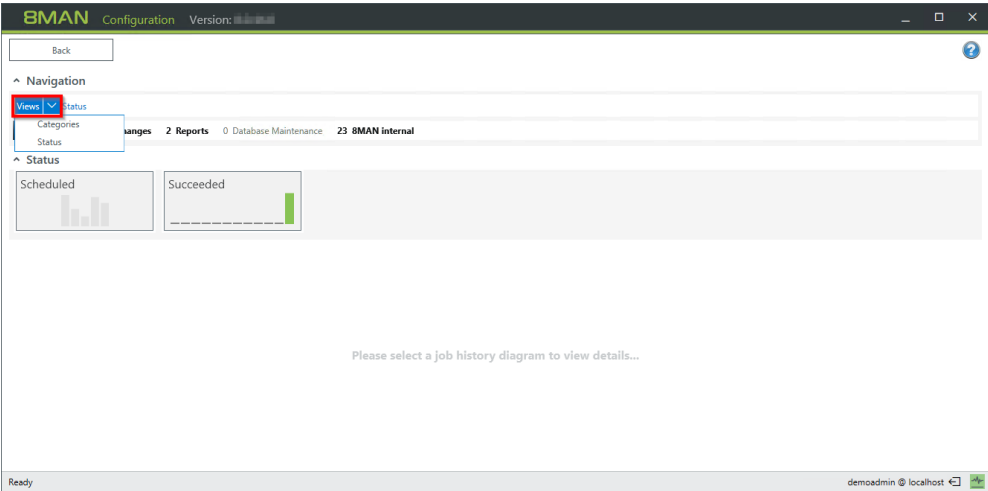 8MAN Configuration Version:
Back
Navigation
Views Status
Categories
Status
2 Reports 0 Database Maintenance 23 8MAN internal
Status
Scheduled Succeeded
Please select a job history diagram to view details...
Ready demoadmin @ localhost